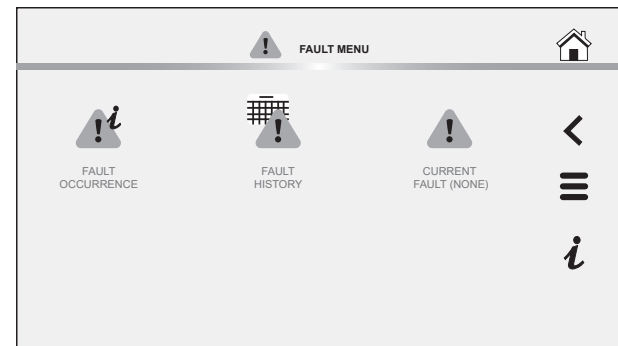 FAULT MENU
FAULT
OCCURRENCE
FAULT
HISTORY
CURRENT
FAULT (NONE)